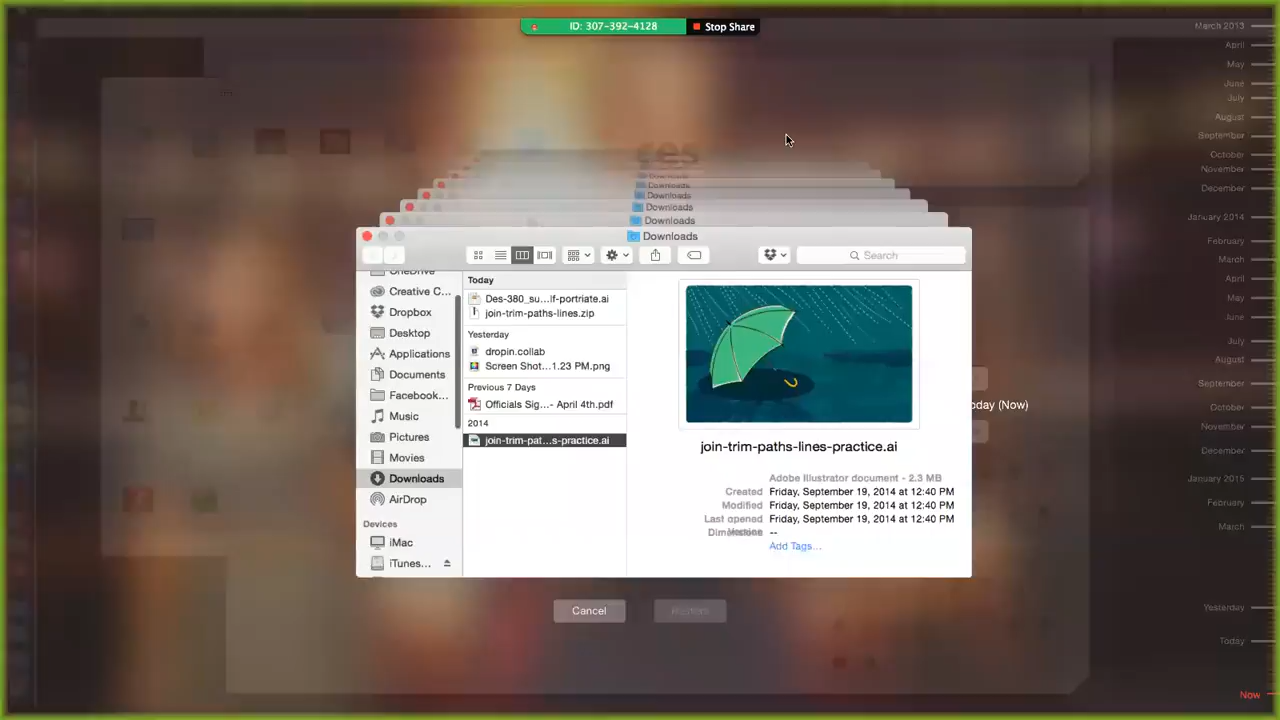 ID: 307-392-4128
Stop Share
ces
Downloads
Downloads
Downloads
Downloads
Downloads
Downloads
Search
OneDrive
Creative C...
Dropbox
Desktop
Applications
Documents
Facebook...
Music
Pictures
Movies
Downloads
AirDrop
Devices
iMac
iTunes...
Today
Des-380_su...lf-portriate.ai
join-trim-paths-lines.zip
Yesterday
dropin.collab
Screen Shot...1.23 PM.png
Previous 7 Days
Officials Sig...- April 4th.pdf
2014
join-trim-pat...s-practice.ai
join-trim-paths-lines-practice.ai
Adobe Illustrator document - 2.3 MB
Created Friday, September 19, 2014 at 12:40 PM
Modified Friday, September 19, 2014 at 12:40 PM
Last opened Friday, September 19, 2014 at 12:40 PM
Dimensions --
Add Tags...
oday (Now)
Cancel
Restore
March 2013
April
May
June
July
August
September
October
November
December
January 2014
February
March
April
May
June
July
August
September
October
November
December
January 2015
February
March
Yesterday
Today
Now